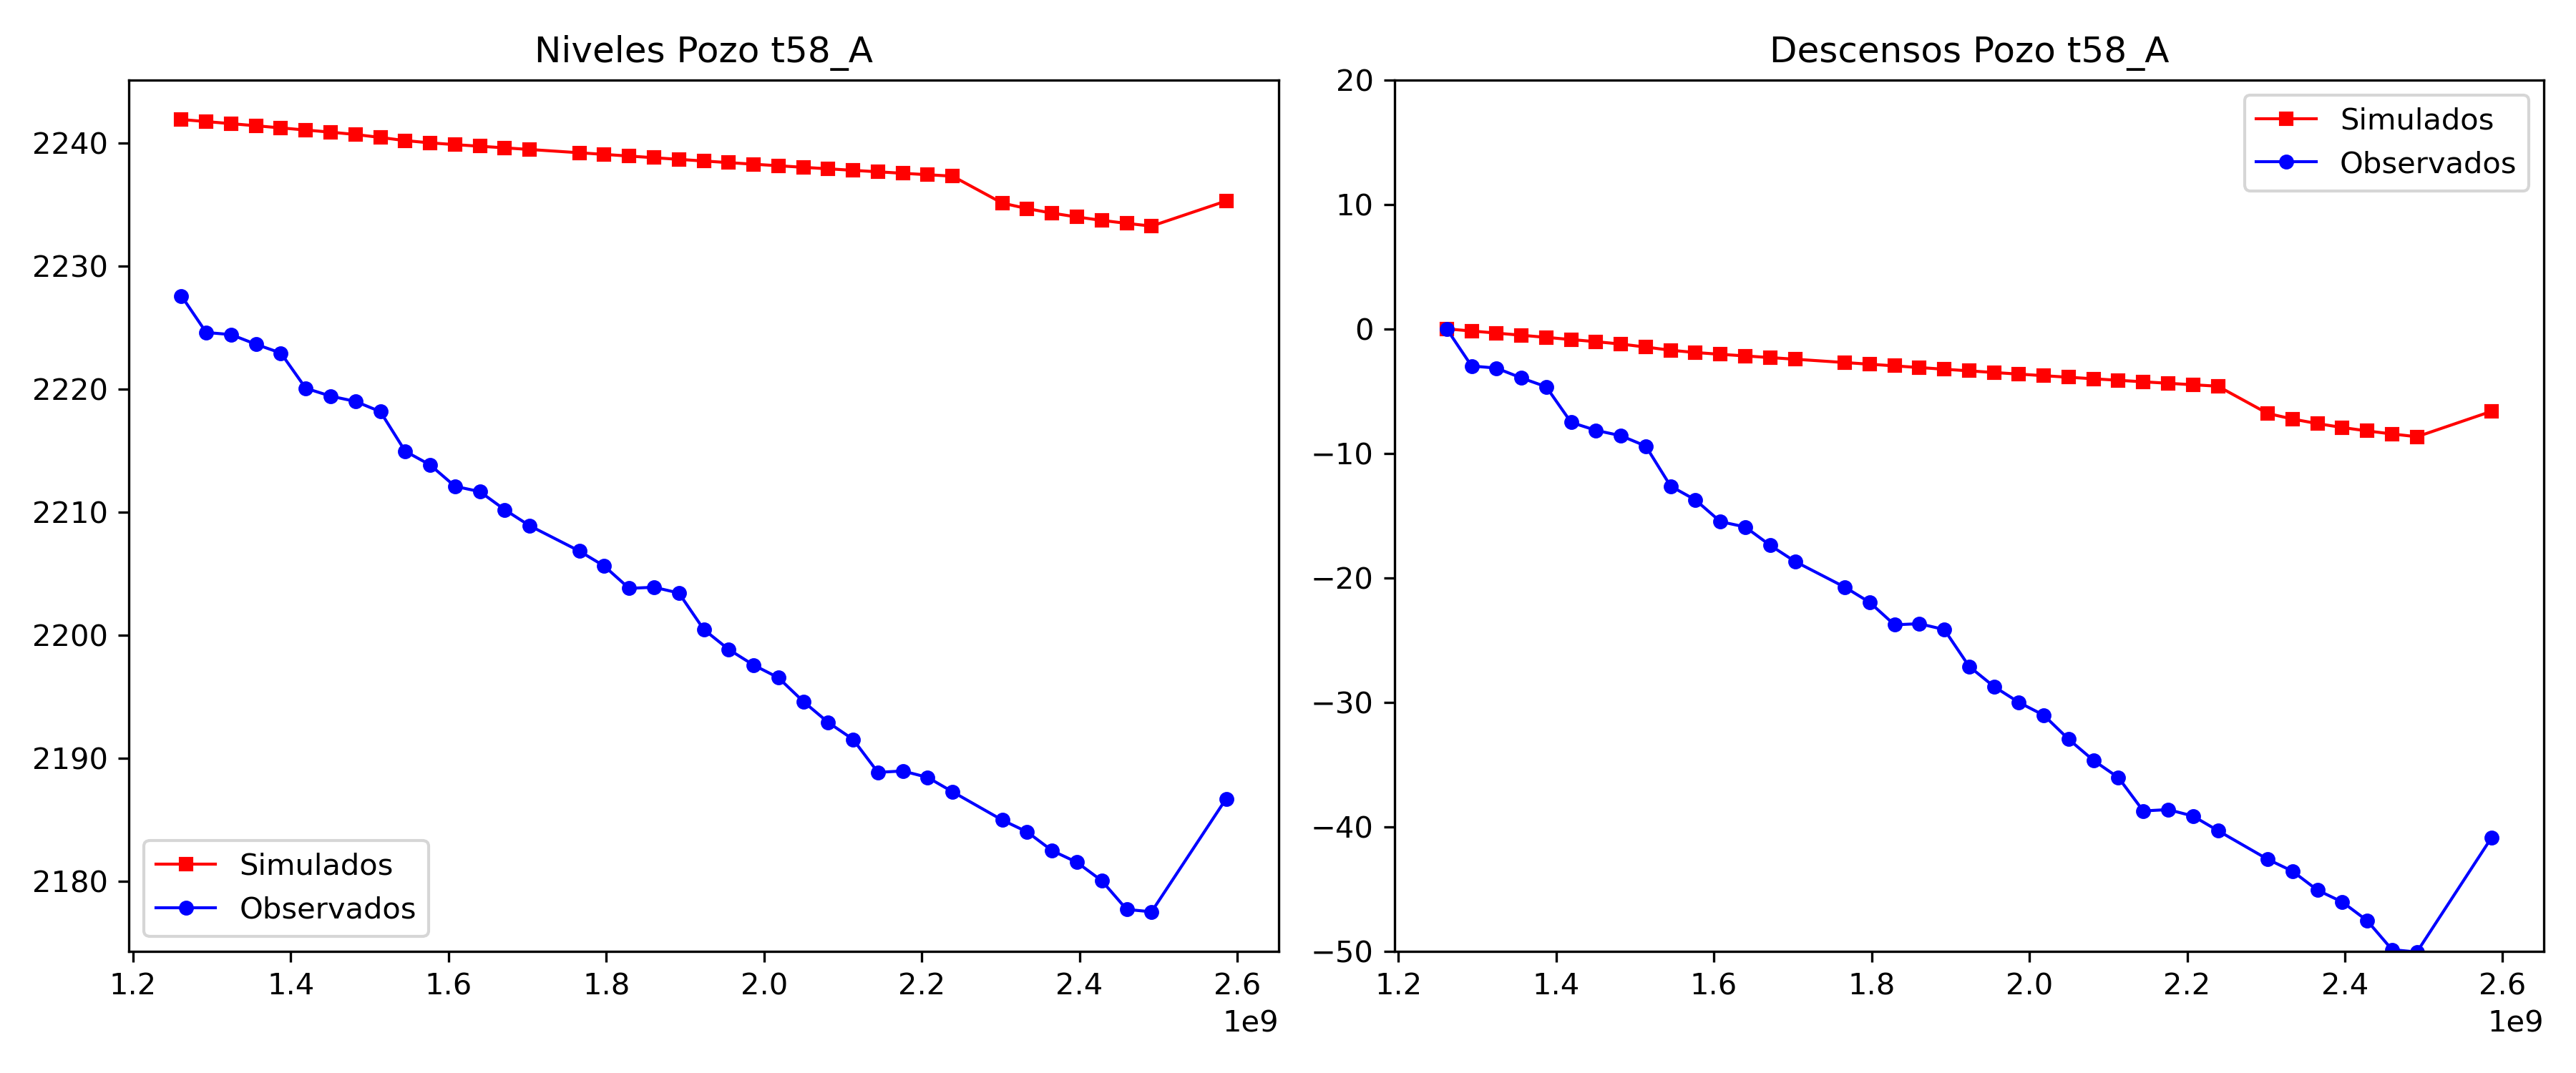 Niveles Pozo t58_A
2240
2230
2220
2210
2200
2190
2180
Simulados
Observados
1.2 1.4 1.6 1.8 2.0 2.2 2.4 2.6
1e9
Descensos Pozo t58_A
20
10
0
−10
−20
−30
−40
−50
Simulados
Observados
1.2 1.4 1.6 1.8 2.0 2.2 2.4 2.6
1e9